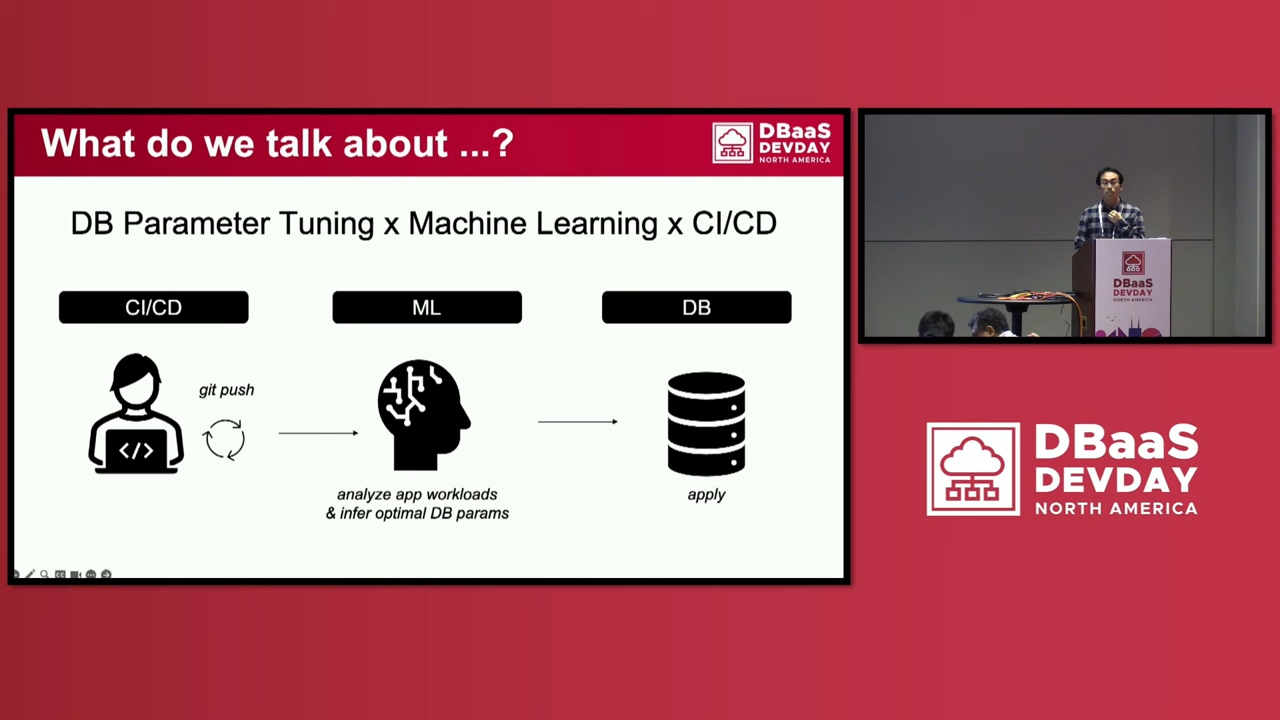 What do we talk about ...?
DBaaS
DEVDAY
NORTH AMERICA
DB Parameter Tuning x Machine Learning x CI/CD
CI/CD
ML
DB
git push
</>
analyze app workloads
& infer optimal DB params
apply
DBaaS
DEVDAY
NORTH AMERICA
DBaaS
DEVDAY
NORTH AMERICA